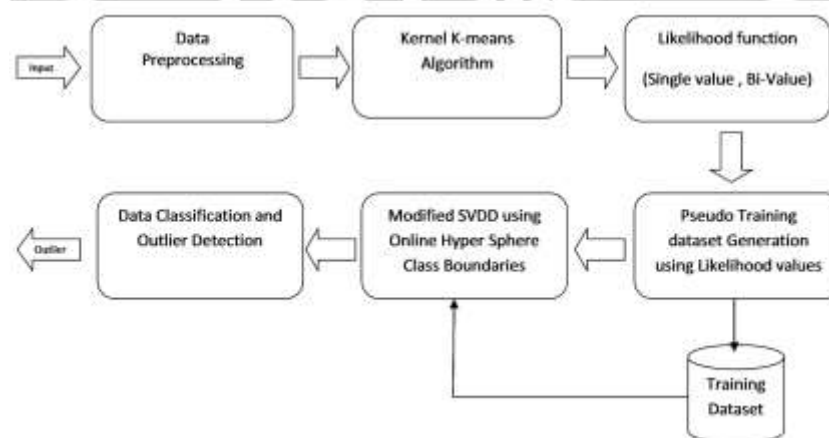 Input
Data
Preprocessing
Kernel K-means
Algorithm
Likelihood function
(Single value , Bi-Value)
Outlier
Data Classification and
Outlier Detection
Modified SVDD using
Online Hyper Sphere
Class Boundaries
Pseudo Training
dataset Generation
using Likelihood values
Training
Dataset